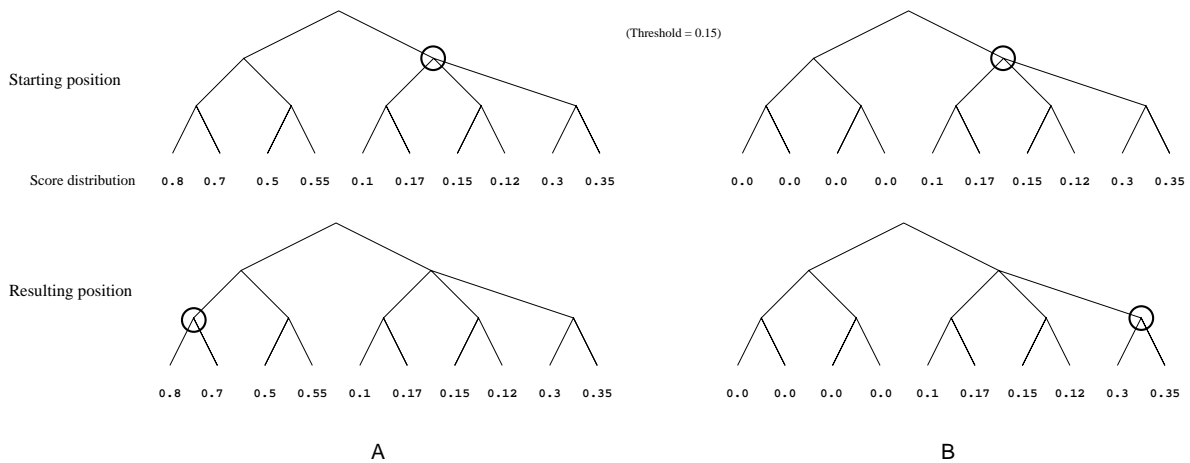 (Threshold = 0.15)
Starting position
Score distribution 0.8 0.7 0.5 0.55 0.1 0.17 0.15 0.12 0.3 0.35 0.0 0.0 0.0 0.0 0.1 0.17 0.15 0.12 0.3 0.35
Resulting position
0.8 0.7 0.5 0.55 0.1 0.17 0.15 0.12 0.3 0.35 0.0 0.0 0.0 0.0 0.1 0.17 0.15 0.12 0.3 0.35
A B